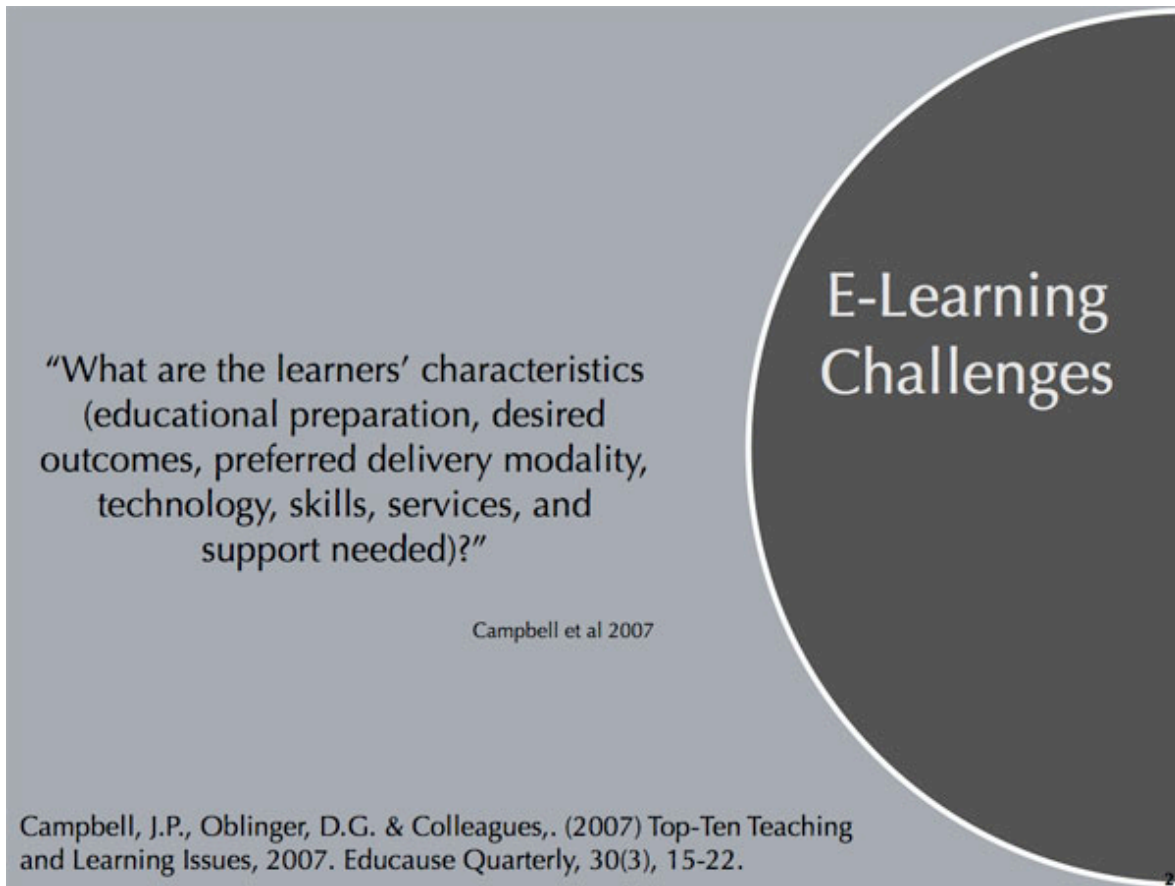 E-Learning
Challenges
“What are the learners’ characteristics
(educational preparation, desired
outcomes, preferred delivery modality,
technology, skills, services, and
support needed)?”
Campbell et al 2007
Campbell, J.P., Oblinger, D.G. & Colleagues,. (2007) Top-Ten Teaching
and Learning Issues, 2007. Educause Quarterly, 30(3), 15-22.
2